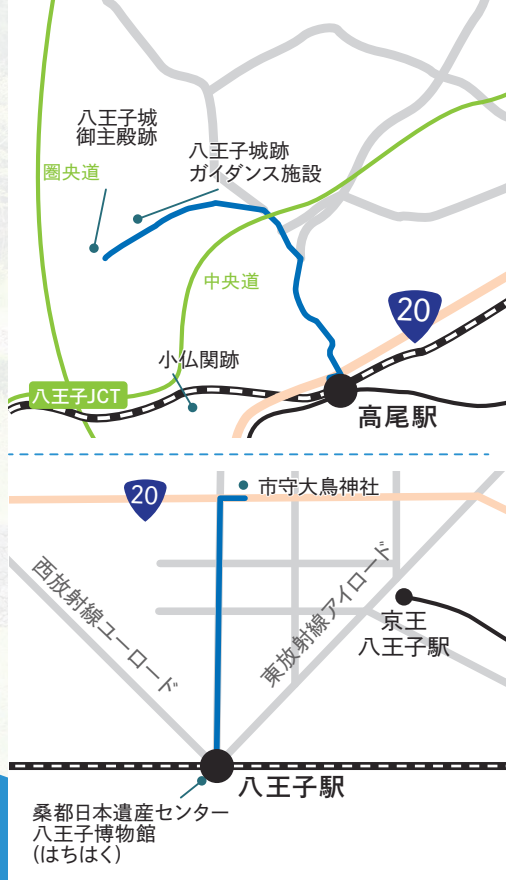 八王子城
御主殿跡
八王子城跡
ガイダンス施設
圏央道
中央道
20
小仏関跡
八王子JCT
高尾駅
20
市守大鳥神社
西放射線ユーロード
東放射線アイロード
京王
八王子駅
八王子駅
桑都日本遺産センター
八王子博物館
(はちはく)